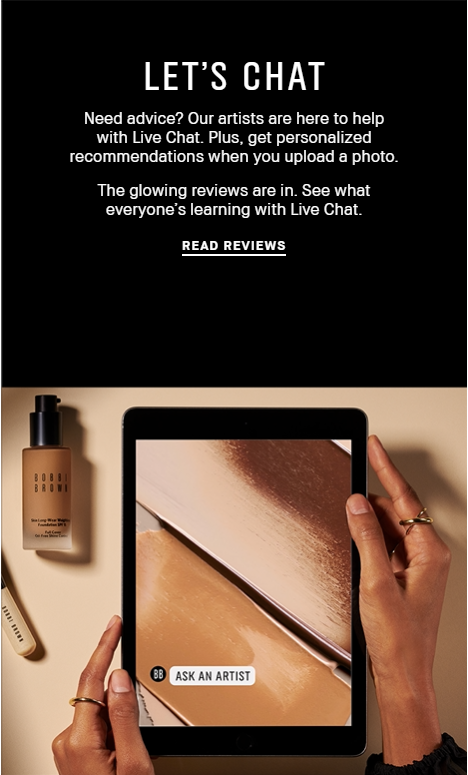 LET'S CHAT
Need advice? Our artists are here to help
with Live Chat. Plus, get personalized
recommendations when you upload a photo.
The glowing reviews are in. See what
everyone's learning with Live Chat.
READ REVIEWS
BOBBI
BROWN
Skin Long-Wear Weightless
Foundation SPF 15
BOBBI BROWN
BB
ASK AN ARTIST